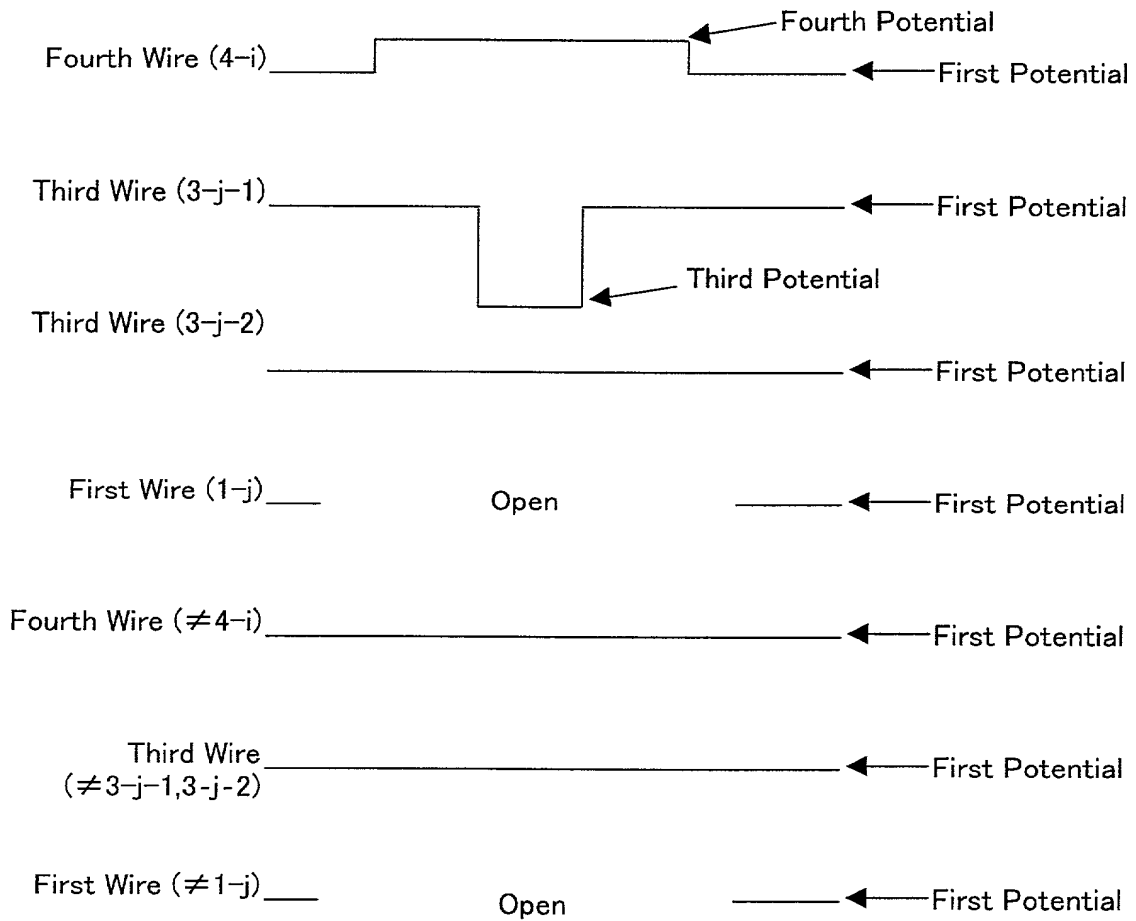 Fourth Potential
Fourth Wire (4-i)
First Potential
Third Wire (3-j-1)
First Potential
Third Potential
Third Wire (3-j-2)
First Potential
First Wire (1-j)
Open
First Potential
Fourth Wire (≠4-i)
First Potential
Third Wire
(≠3-j-1,3-j-2)
First Potential
First Wire (≠1-j)
Open
First Potential